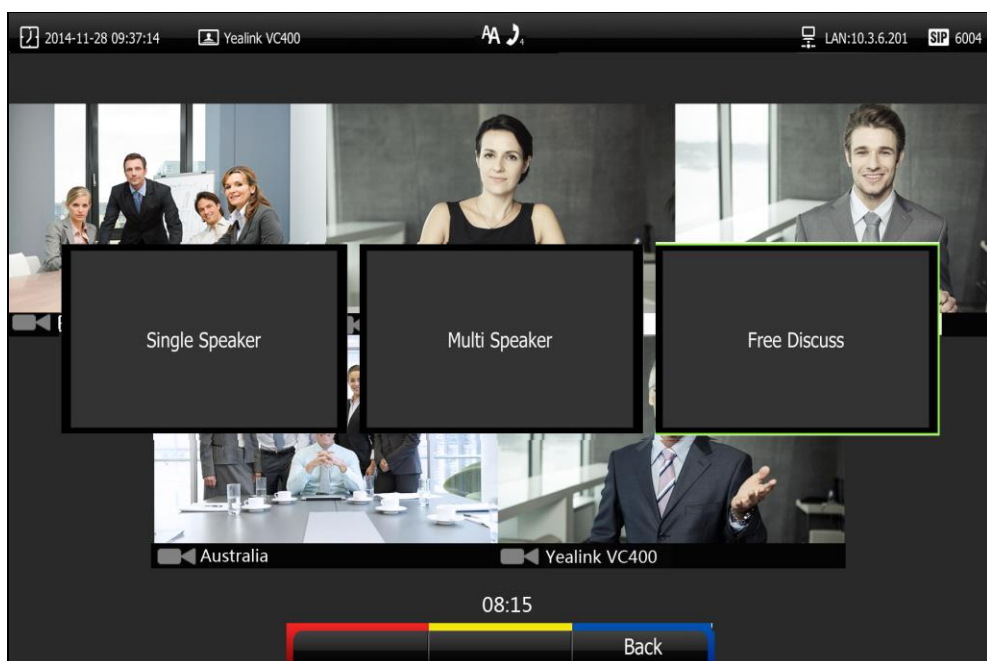 2014-11-28 09:37:14 Yealink VC400 AA 4 LAN:10.3.6.201 SIP 6004
Single Speaker Multi Speaker Free Discuss
Australia Yealink VC400
08:15
Back